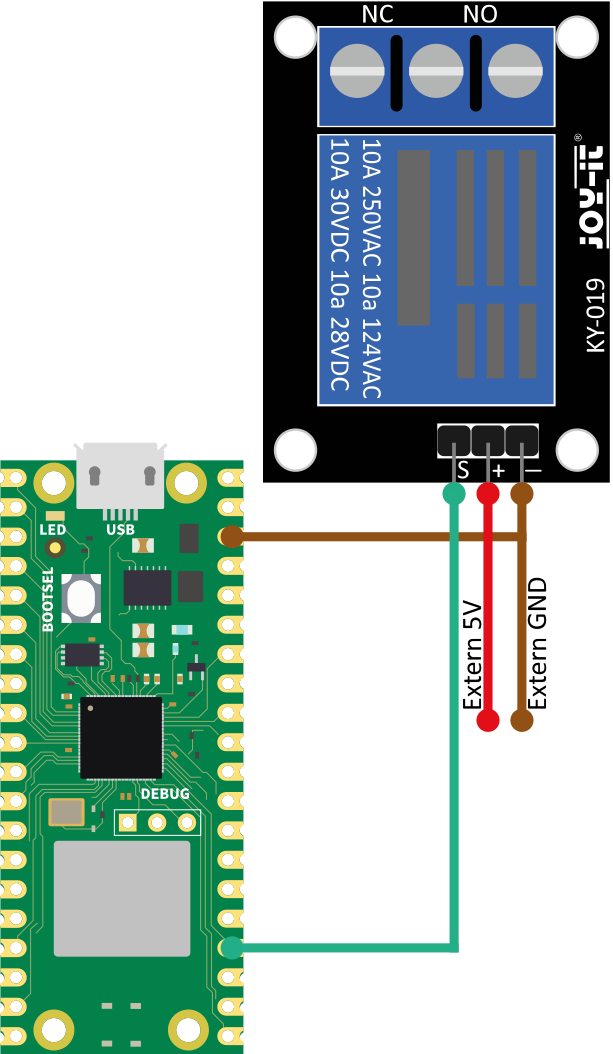 NC NO
10A 250VAC 10a 124VAC
10A 30VDC 10a 28VDC
joy-it®
KY-019
S + –
LED
USB
BOOTSEL
Extern 5V
Extern GND
DEBUG